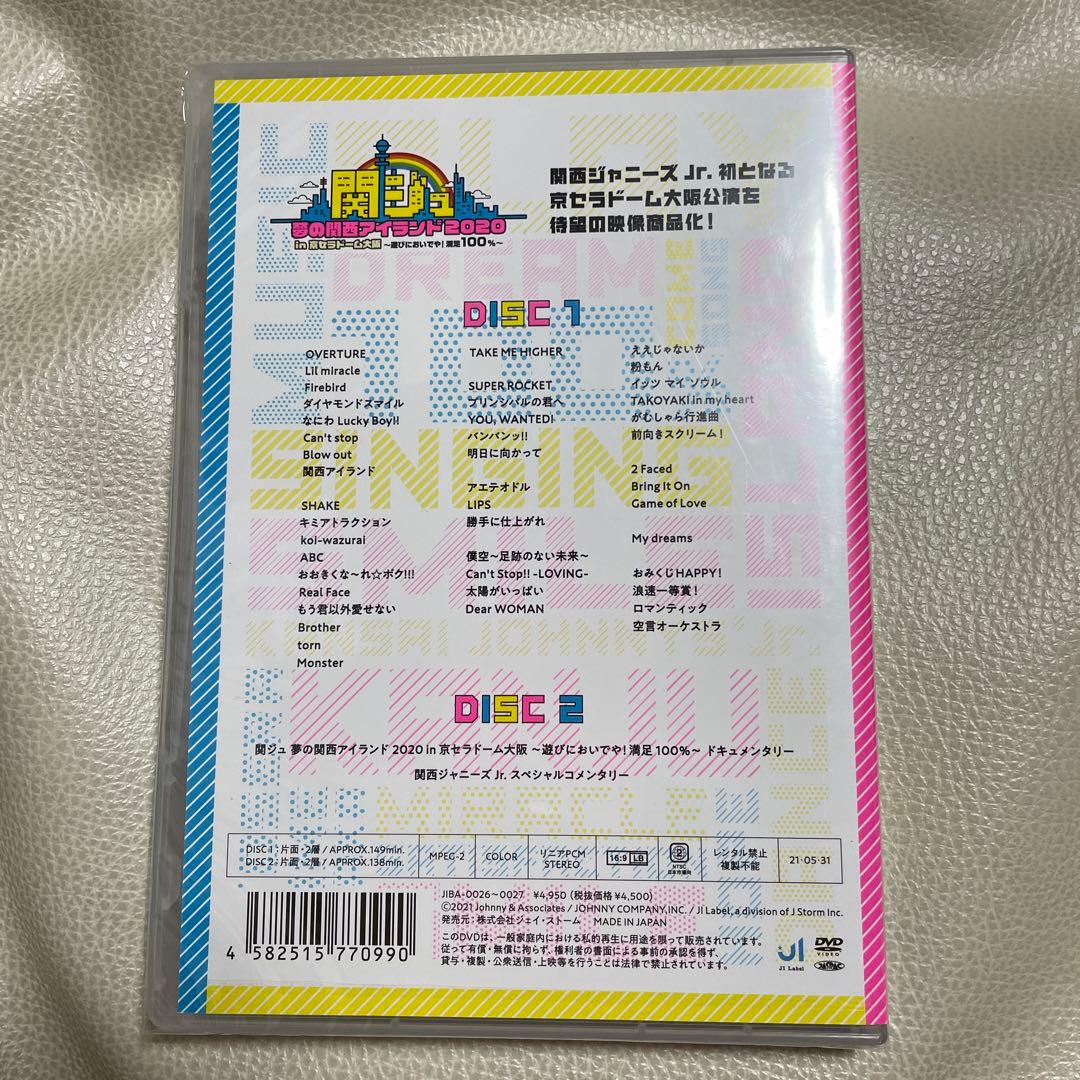 関ジュ
夢の関西アイランド2020
in 京セラドーム大阪 ～遊びにおいでや!満足100%～
関西ジャニーズ Jr. 初となる
京セラドーム大阪公演を
待望の映像商品化！
DISC 1
OVERTURE
Lil miracle
Firebird
ダイヤモンドスマイル
なにわ Lucky Boy!!
Can't stop
Blow out
関西アイランド
SHAKE
キミアトラクション
koi-wazurai
ABC
おおきくな〜れ☆ボク!!!
Real Face
もう君以外愛せない
Brother
torn
Monster
TAKE ME HIGHER
SUPER ROCKET
プリンシパルの君へ
YOU, WANTED!
バンバンッ!!
明日に向かって
アエテオドル
LIPS
勝手に仕上がれ
僕空〜足跡のない未来〜
Can't Stop!! -LOVING-
太陽がいっぱい
Dear WOMAN
ええじゃないか
粉もん
イッツ マイ ソウル
TAKOYAKI in my heart
がむしゃら行進曲
前向きスクリーム！
2 Faced
Bring It On
Game of Love
My dreams
おみくじHAPPY！
浪速一等賞！
ロマンティック
空言オーケストラ
DISC 2
関ジュ 夢の関西アイランド 2020 in 京セラドーム大阪 〜遊びにおいでや! 満足 100%〜 ドキュメンタリー
関西ジャニーズ Jr. スペシャルコメンタリー
DISC 1：片面・2層 / APPROX.149min.
DISC 2：片面・2層 / APPROX.138min.
MPEG-2
COLOR
リニアPCM
STEREO
16:9 LB
2
NTSC
日本市場向
レンタル禁止
複製不能
21・05・31
JIBA-0026〜0027 ¥4,950（税抜価格 ¥4,500）
©2021 Johnny & Associates / JOHNNY COMPANY, INC. / JI Label, a division of J Storm Inc.
発売元：株式会社ジェイ・ストーム MADE IN JAPAN
このDVDは、一般家庭内における私的再生に用途を限って販売されています。
従って有償・無償に拘らず、権利者の書面による事前の承認を得ず、
貸与・複製・公衆送信・上映等を行うことは法律で禁止されています。
4 582515 770990
JI
JI Label
DVD
VIDEO
DREAM
SINGING
SMILE
KANSAI JOHNNYS Jr.
KANJU
MIRACLE
MUSIC